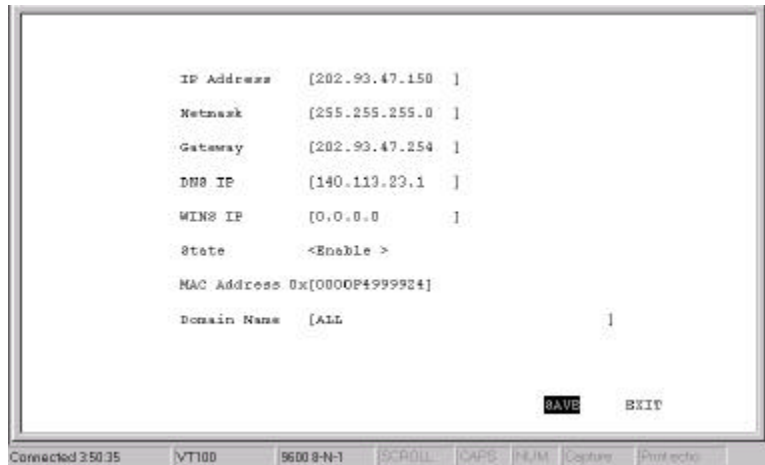 IP Address [202.93.47.150 ]
Netmask [255.255.255.0 ]
Gateway [202.93.47.254 ]
DNS IP [140.113.23.1 ]
WINS IP [0.0.0.0 ]
State <Enable >
MAC Address 0x[0000F4999924]
Domain Name [ALL ]
SAVE EXIT
Connected 3:50:35 VT100 9600 8-N-1 SCROLL CAPS NUM Capture Print echo